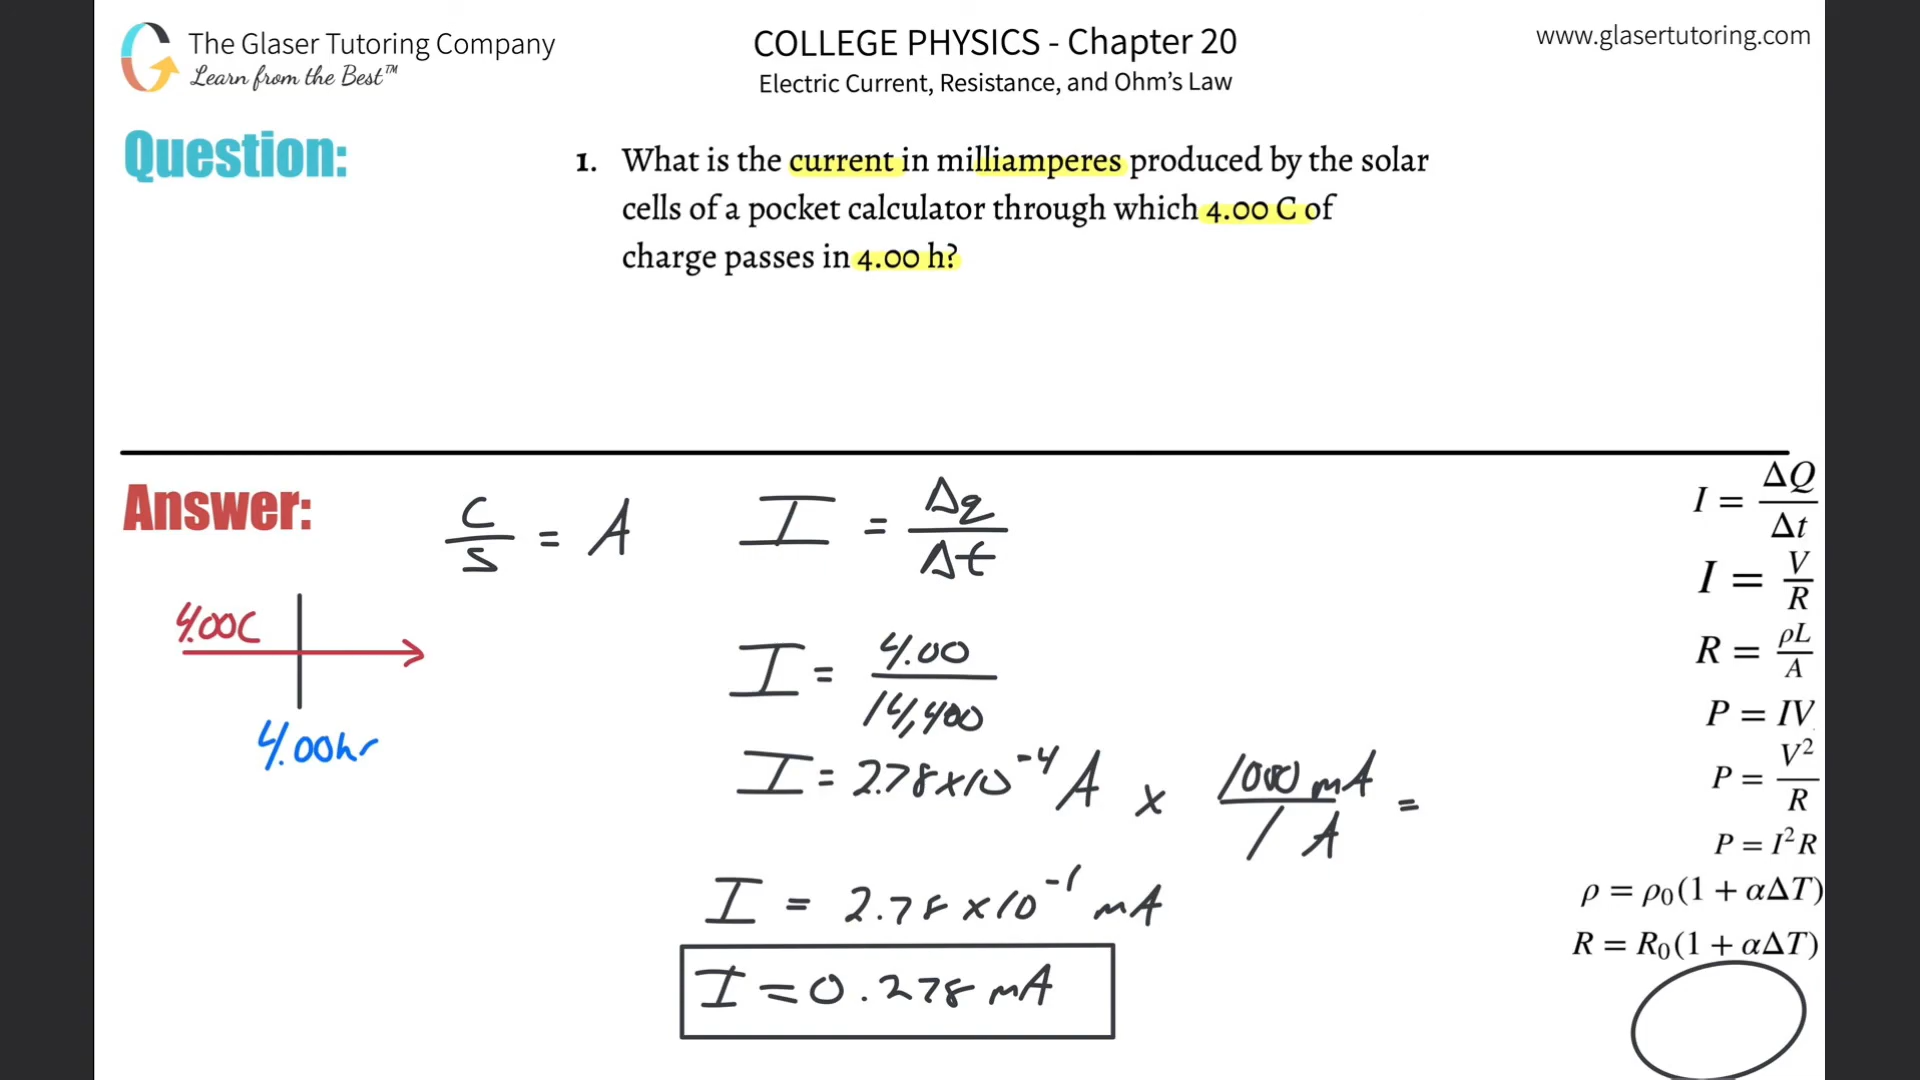 The Glaser Tutoring Company
Learn from the Best™
COLLEGE PHYSICS - Chapter 20
Electric Current, Resistance, and Ohm's Law
www.glasertutoring.com
Question:
1. What is the current in milliamperes produced by the solar
cells of a pocket calculator through which 4.00 C of
charge passes in 4.00 h?
Answer:
C/s = A
4.00C
4.00hr
I = Δq/Δt
I = 4.00/14,400
I = 2.78x10⁻⁴ A x 1000 mA/1 A =
I = 2.78 x10⁻¹ mA
I = 0.278 mA
I = ΔQ/Δt
I = V/R
R = ρL/A
P = IV
P = V²/R
P = I²R
ρ = ρ₀(1 + αΔT)
R = R₀(1 + αΔT)